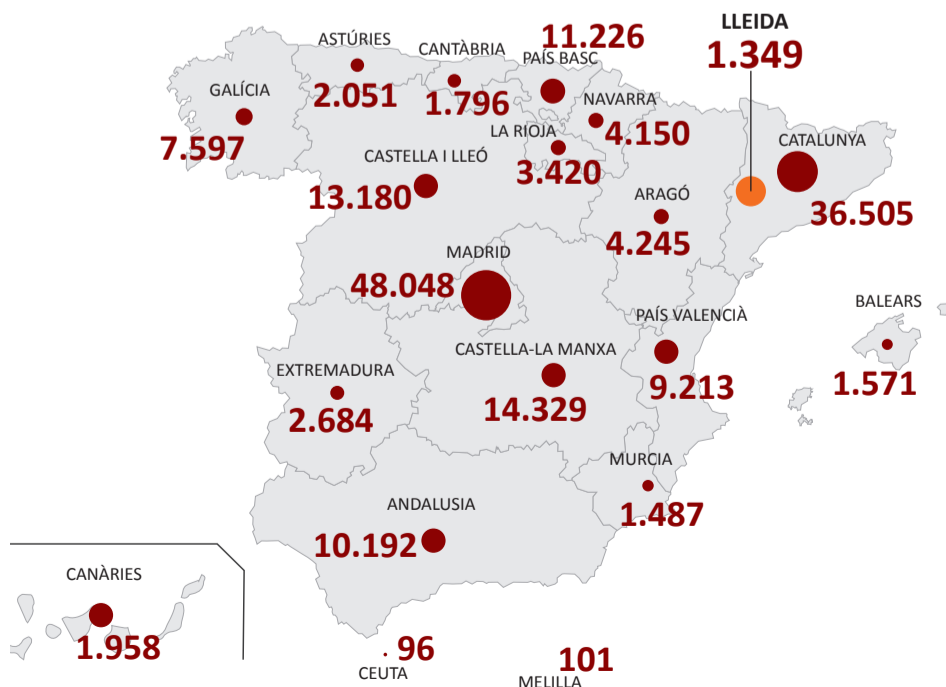 LLEIDA
1.349
ASTÚRIES
2.051
CANTÀBRIA
1.796
11.226
PAÍS BASC
GALÍCIA
7.597
NAVARRA
4.150
LA RIOJA
3.420
CATALUNYA
36.505
CASTELLA I LLEÓ
13.180
ARAGÓ
4.245
MADRID
48.048
PAÍS VALENCIÀ
9.213
BALEARS
1.571
CASTELLA-LA MANXA
14.329
EXTREMADURA
2.684
MURCIA
1.487
ANDALUSIA
10.192
CANÀRIES
1.958
96
CEUTA
101
MELILLA